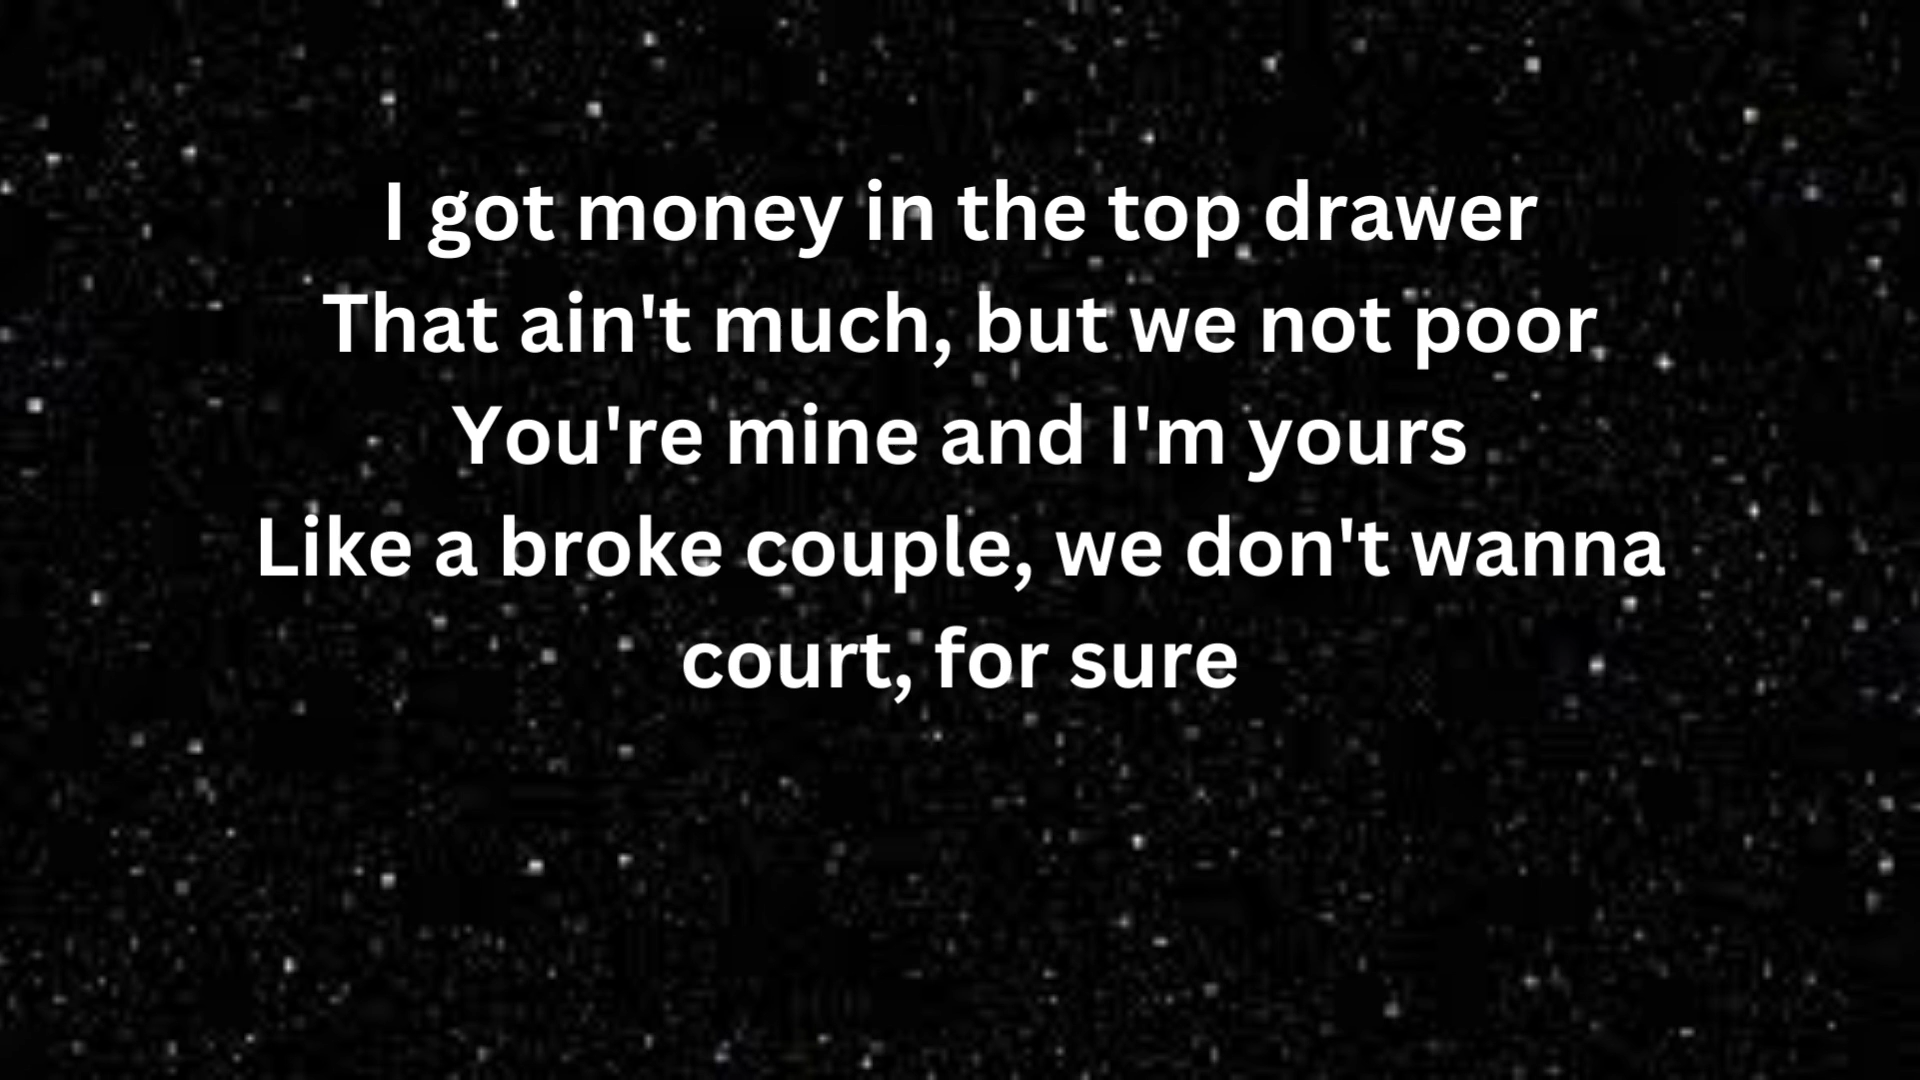 I got money in the top drawer
That ain't much, but we not poor
You're mine and I'm yours
Like a broke couple, we don't wanna
court, for sure